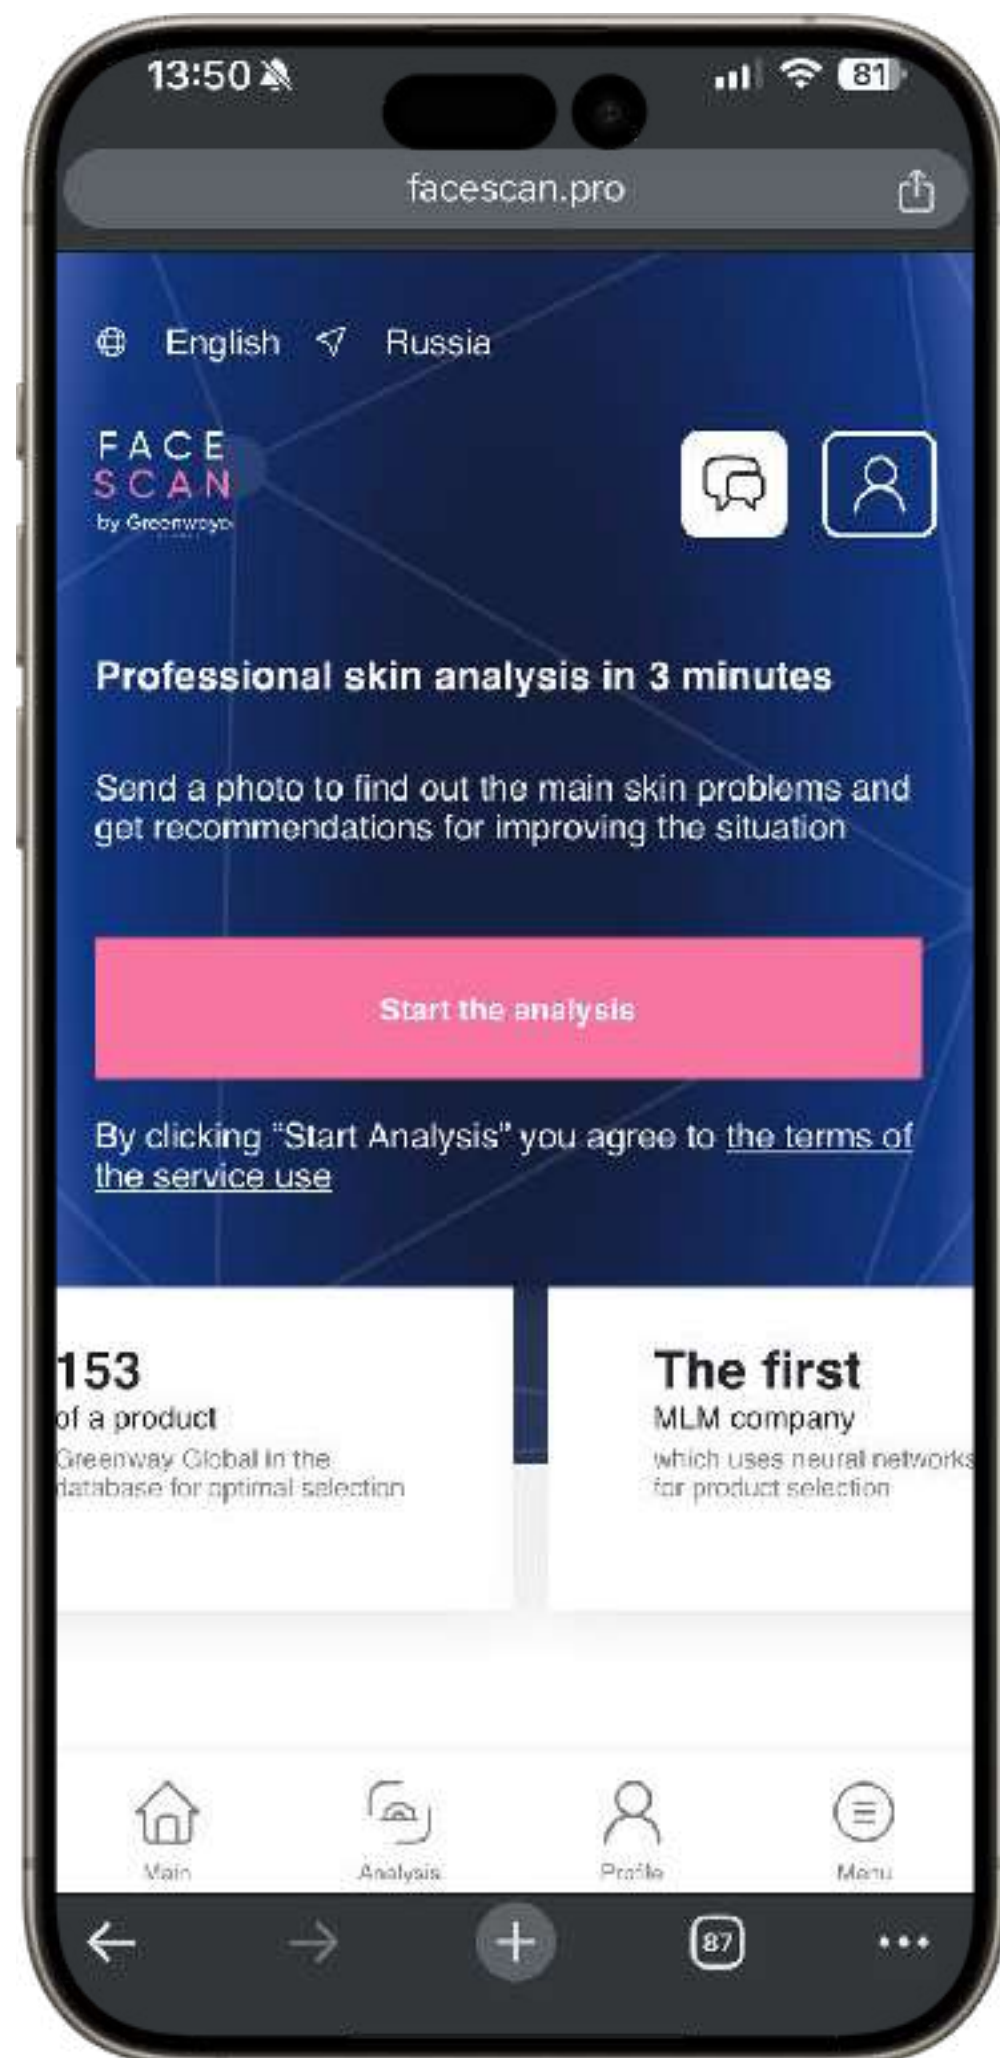 13:50
81
facescan.pro
English Russia
FACE
SCAN
by Greenway
Professional skin analysis in 3 minutes
Send a photo to find out the main skin problems and
get recommendations for improving the situation
Start the analysis
By clicking "Start Analysis" you agree to the terms of
the service use
153
of a product
Greenway Global in the
database for optimal selection
The first
MLM company
which uses neural networks
for product selection
Main
Analysis
Profile
Menu
87